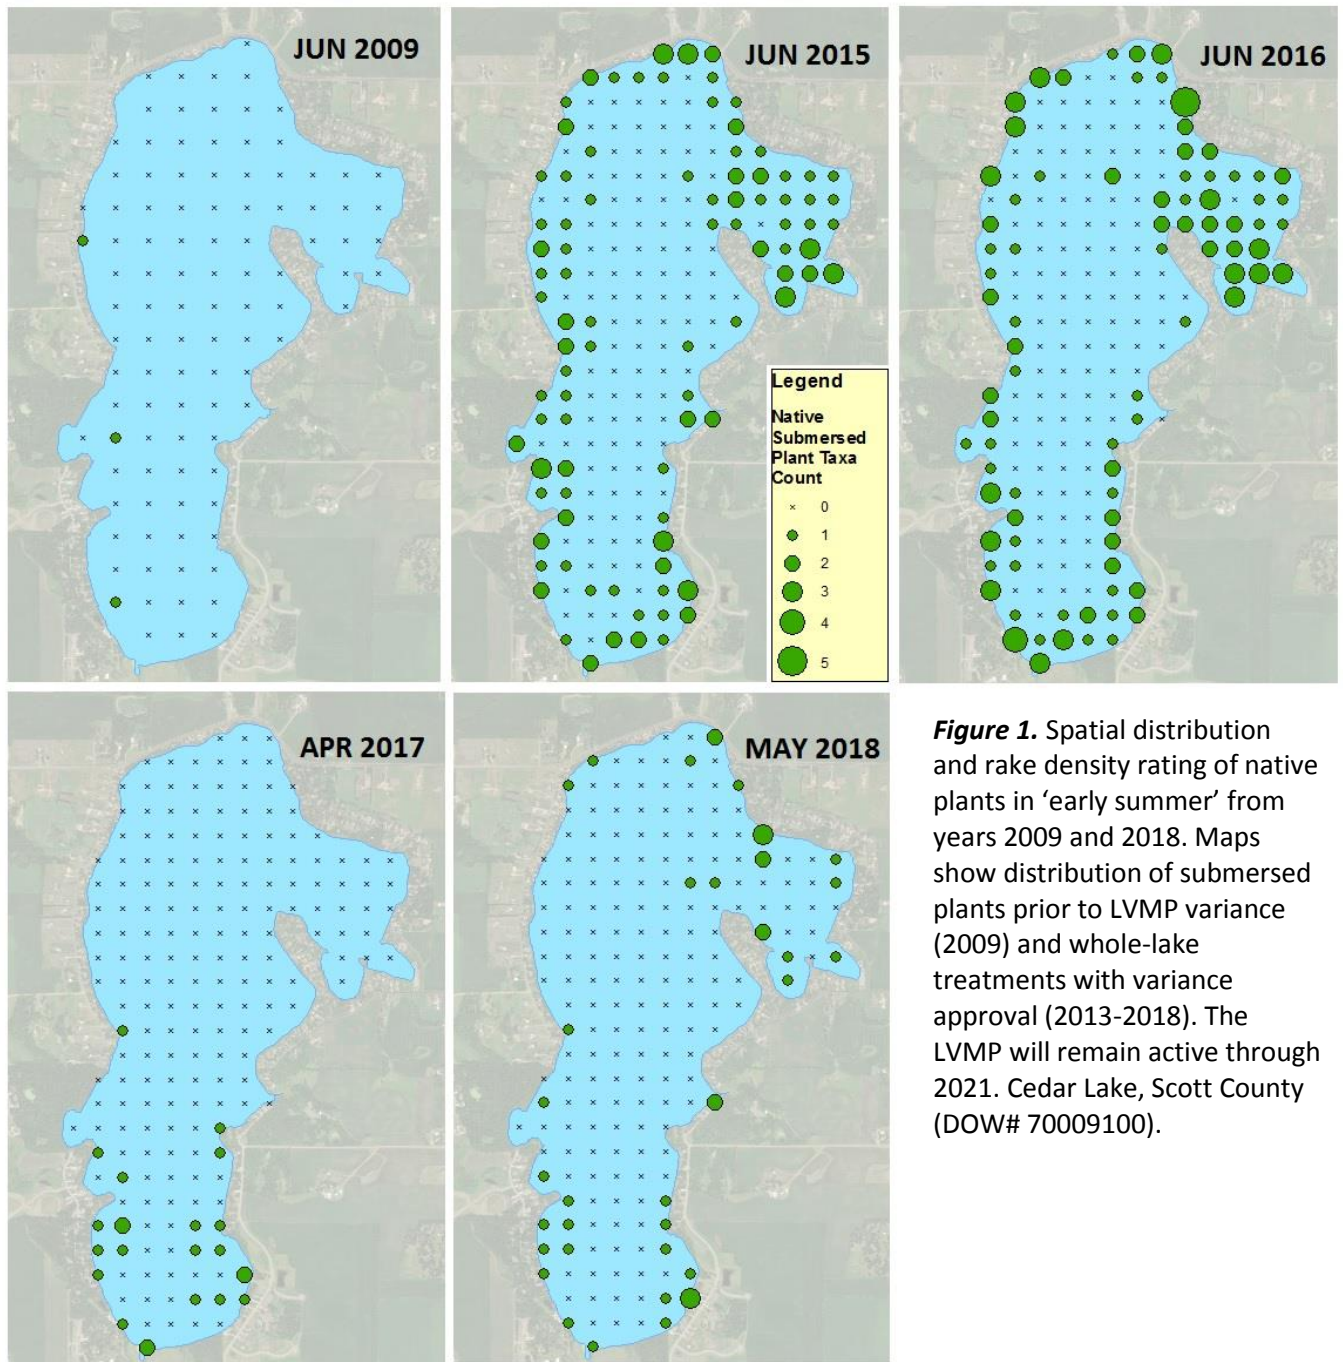 JUN 2009
JUN 2015
JUN 2016
Legend
Native
Submersed
Plant Taxa
Count
× 0
1
2
3
4
5
APR 2017
MAY 2018
Figure 1. Spatial distribution
and rake density rating of native
plants in ‘early summer’ from
years 2009 and 2018. Maps
show distribution of submersed
plants prior to LVMP variance
(2009) and whole-lake
treatments with variance
approval (2013-2018). The
LVMP will remain active through
2021. Cedar Lake, Scott County
(DOW# 70009100).